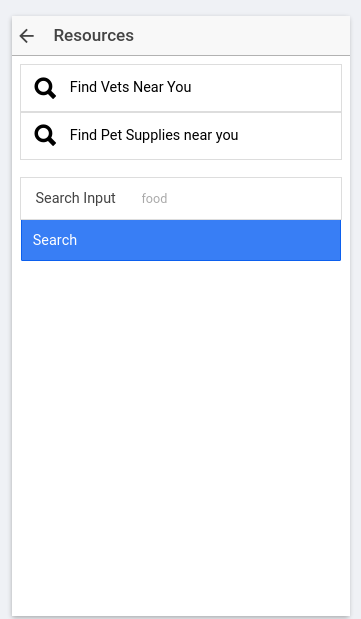 Resources
Find Vets Near You
Find Pet Supplies near you
Search Input food
Search